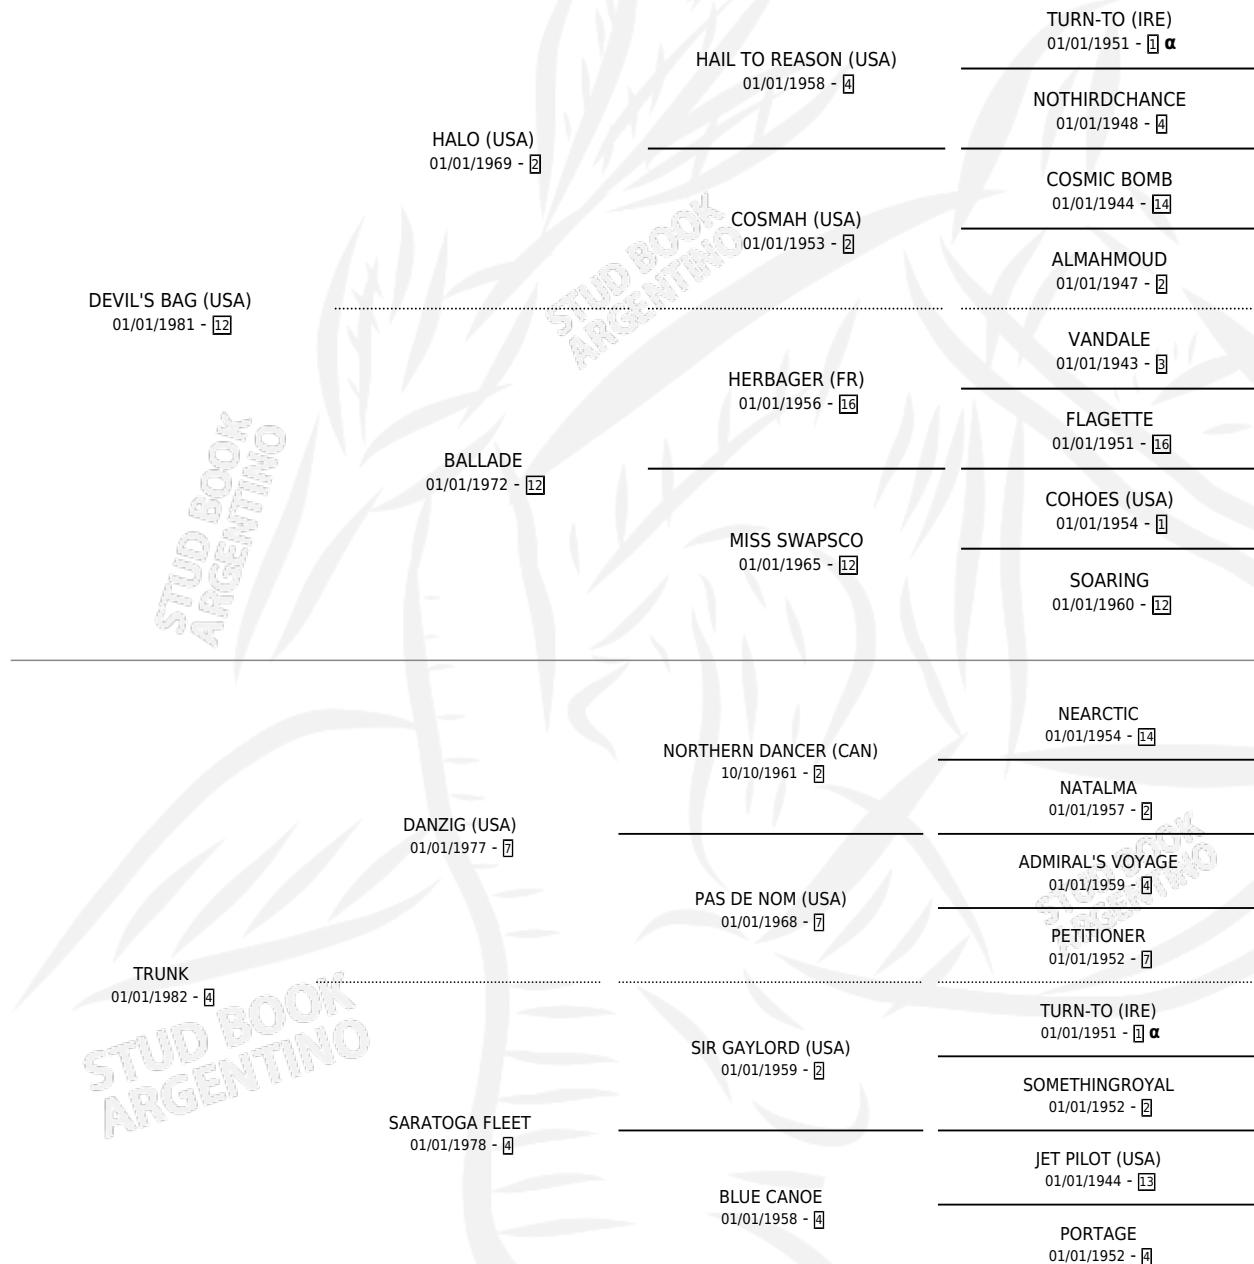 TURN-TO (IRE)
01/01/1951 - 1 α
HAIL TO REASON (USA)
01/01/1958 - 4
NOTHIRDCHANCE
01/01/1948 - 4
HALO (USA)
01/01/1969 - 2
COSMIC BOMB
01/01/1944 - 14
COSMAH (USA)
01/01/1953 - 2
ALMAHMOUD
01/01/1947 - 2
DEVIL'S BAG (USA)
01/01/1981 - 12
VANDALE
01/01/1943 - 3
HERBAGER (FR)
01/01/1956 - 16
FLAGETTE
01/01/1951 - 16
BALLADE
01/01/1972 - 12
COHOES (USA)
01/01/1954 - 1
MISS SWAPSCO
01/01/1965 - 12
SOARING
01/01/1960 - 12
NEARCTIC
01/01/1954 - 14
NORTHERN DANCER (CAN)
10/10/1961 - 2
NATALMA
01/01/1957 - 2
DANZIG (USA)
01/01/1977 - 7
ADMIRAL'S VOYAGE
01/01/1959 - 4
PAS DE NOM (USA)
01/01/1968 - 7
PETITIONER
01/01/1952 - 7
TRUNK
01/01/1982 - 4
TURN-TO (IRE)
01/01/1951 - 1 α
SIR GAYLORD (USA)
01/01/1959 - 2
SOMETHINGROYAL
01/01/1952 - 2
SARATOGA FLEET
01/01/1978 - 4
JET PILOT (USA)
01/01/1944 - 13
BLUE CANOE
01/01/1958 - 4
PORTAGE
01/01/1952 - 4
STUD BOOK
ARGENTINO
STUD BOOK
ARGENTINO
STUD BOOK
ARGENTINO
STUD BOOK
ARGENTINO